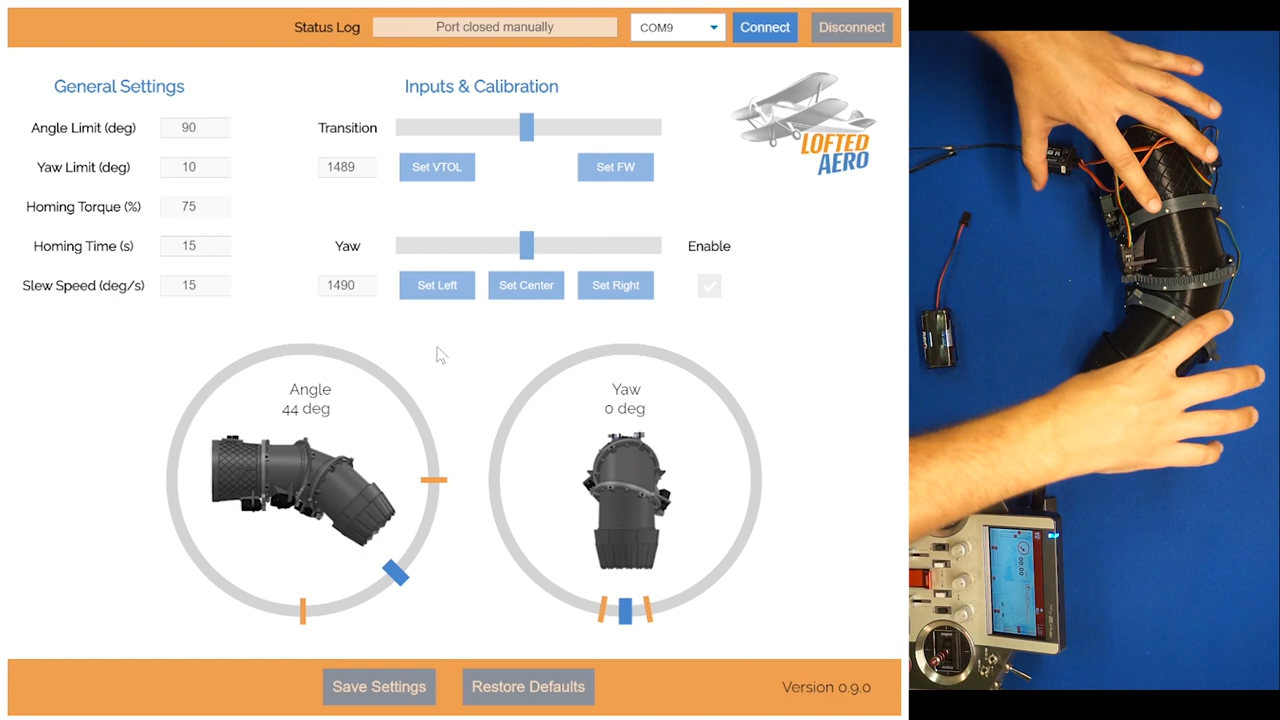 Status Log
Port closed manually
COM9
Connect
Disconnect
General Settings
Angle Limit (deg)
90
Yaw Limit (deg)
10
Homing Torque (%)
75
Homing Time (s)
15
Slew Speed (deg/s)
15
Inputs & Calibration
Transition
1489
Set VTOL
Set FW
Yaw
1490
Set Left
Set Center
Set Right
Enable
LOFTED
AERO
Angle
44 deg
Yaw
0 deg
Save Settings
Restore Defaults
Version 0.9.0